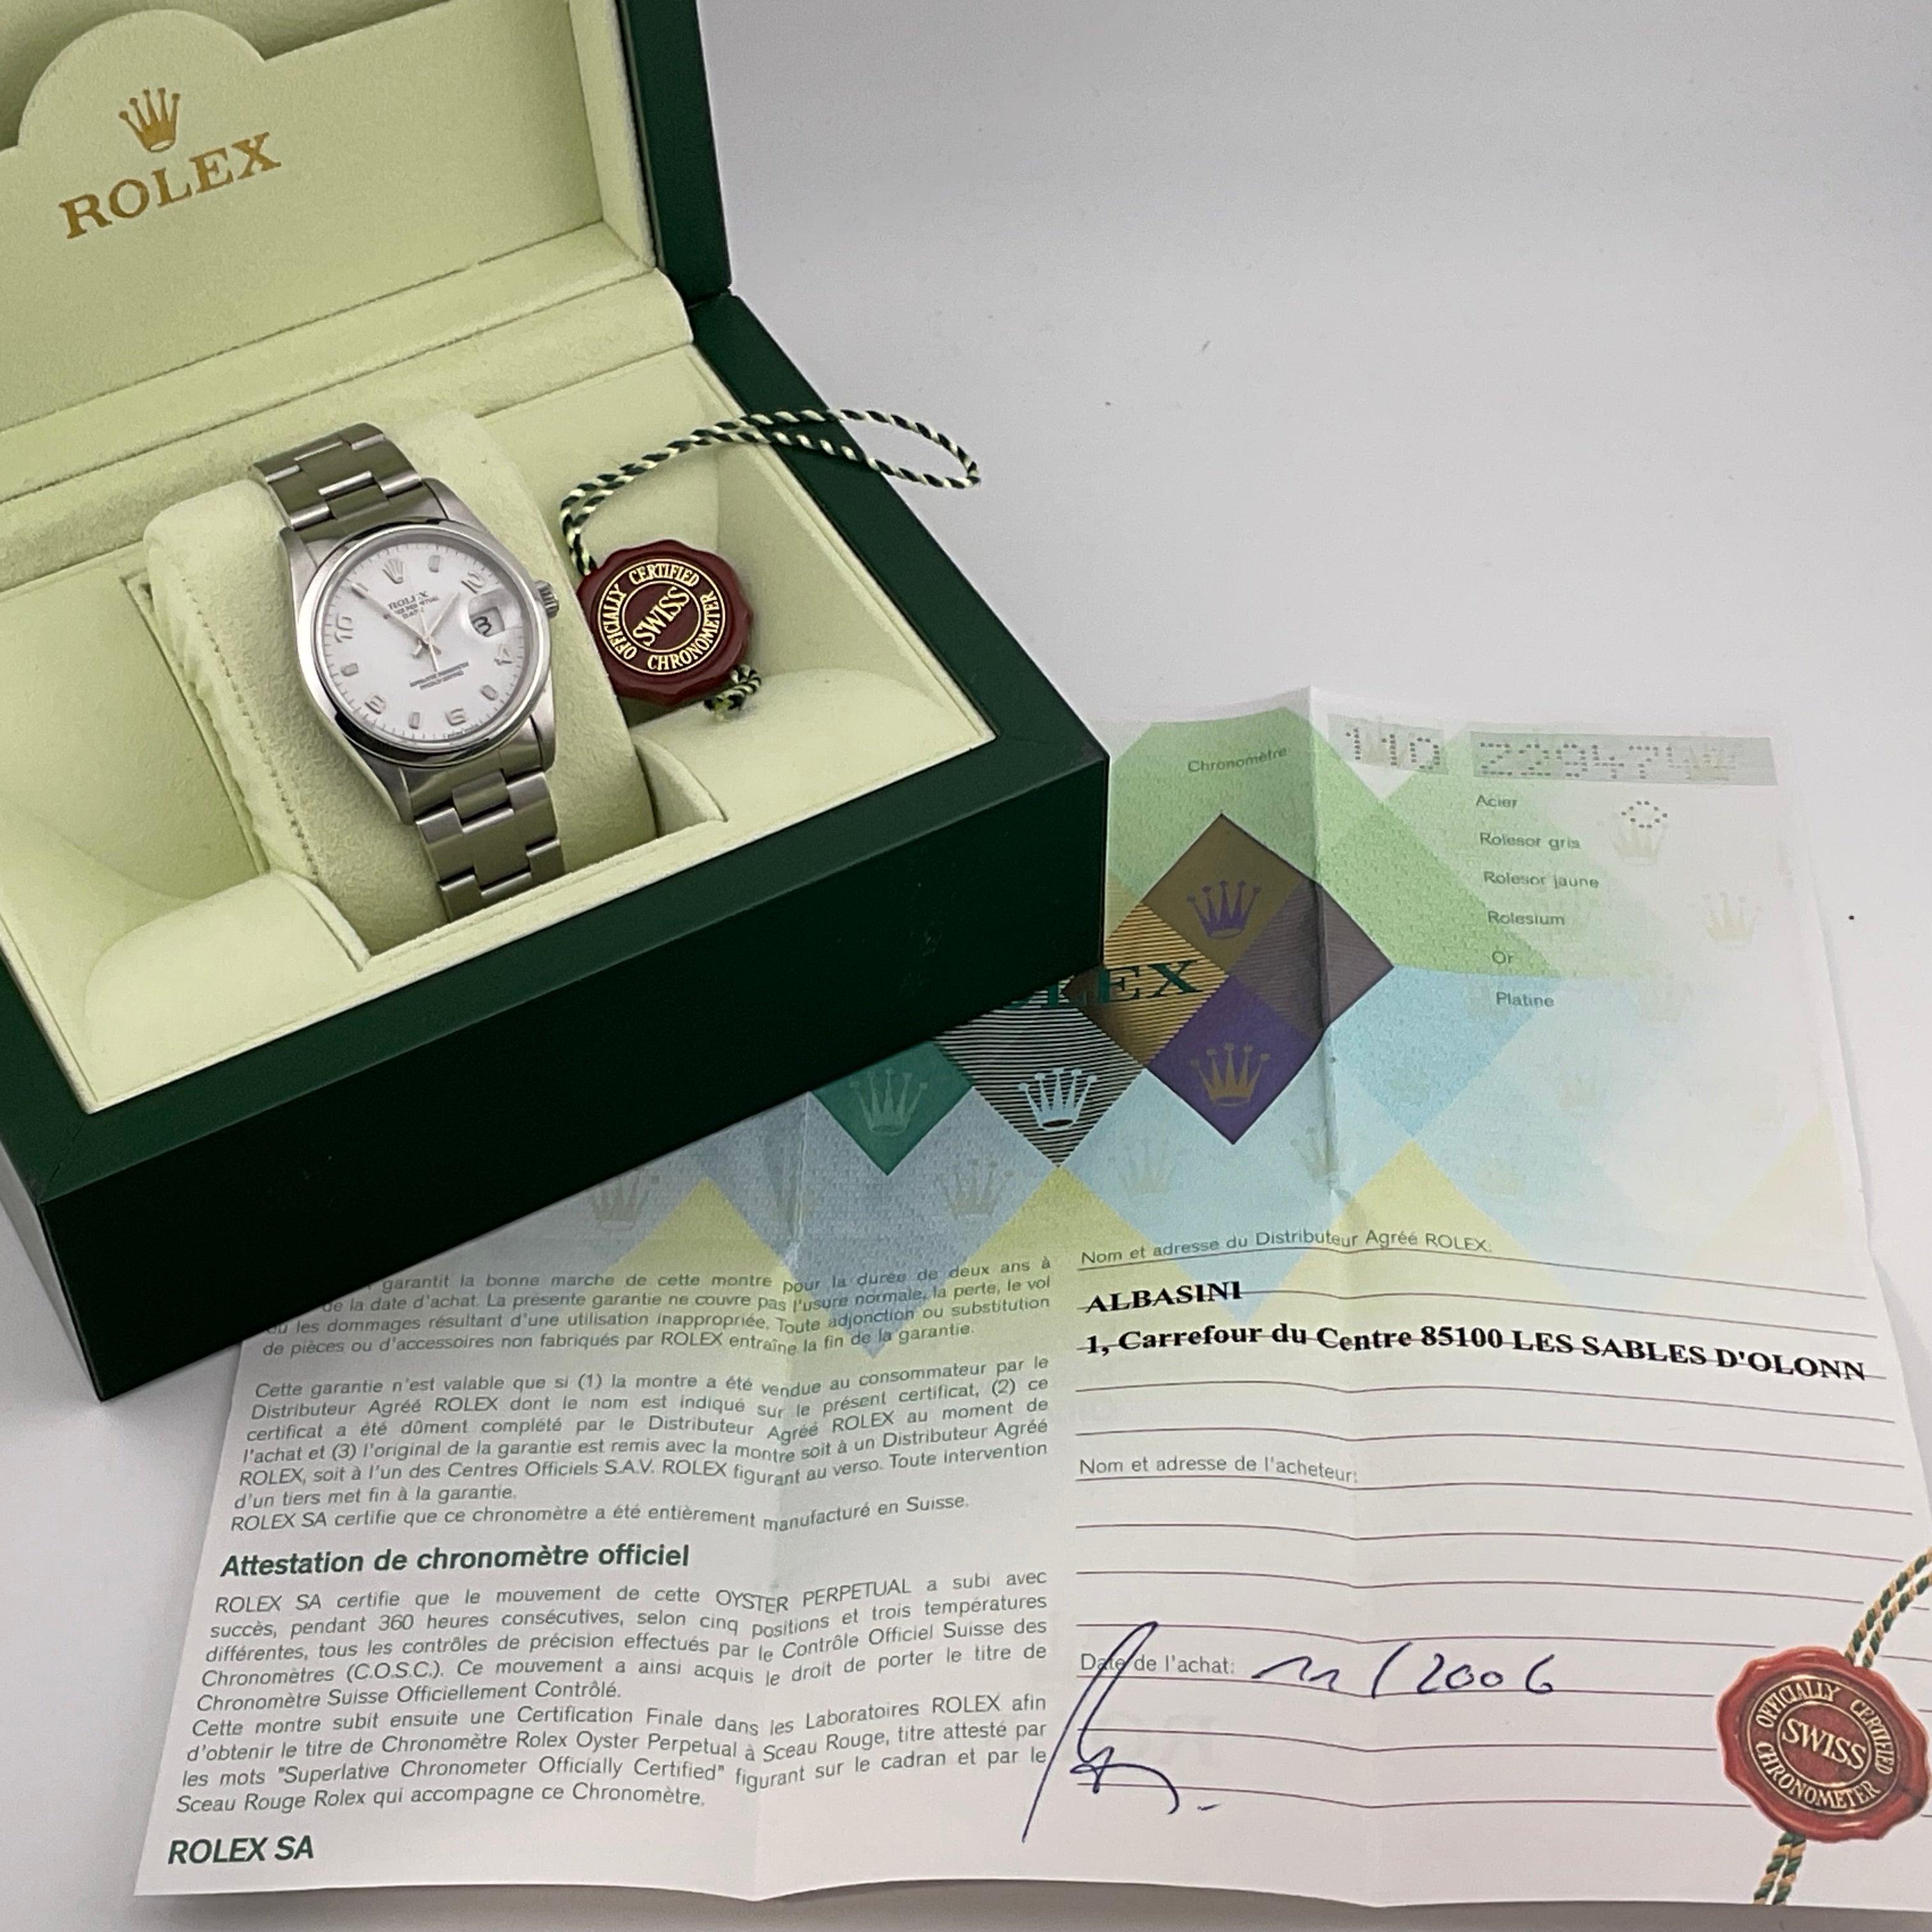 ROLEX
ROLEX
OFFICIALLY CERTIFIED
SWISS
CHRONOMETER
Chronomètre
110
Acier
Rolesor gris
Rolesor jaune
Rolesium
Or
Platine
LEX
garantit la bonne marche de cette montre pour la durée de deux ans à
de la date d'achat. La présente garantie ne couvre pas l'usure normale, la perte, le vol
ou les dommages résultant d'une utilisation inappropriée. Toute adjonction ou substitution
de pièces ou d'accessoires non fabriqués par ROLEX entraîne la fin de la garantie.
Cette garantie n'est valable que si (1) la montre a été vendue au consommateur par le
Distributeur Agréé ROLEX dont le nom est indiqué sur le présent certificat, (2) ce
certificat a été dûment complété par le Distributeur Agréé ROLEX au moment de
l'achat et (3) l'original de la garantie est remis avec la montre soit à un Distributeur Agréé
ROLEX, soit à l'un des Centres Officiels S.A.V. ROLEX figurant au verso. Toute intervention
d'un tiers met fin à la garantie.
ROLEX SA certifie que ce chronomètre a été entièrement manufacturé en Suisse.
Attestation de chronomètre officiel
ROLEX SA certifie que le mouvement de cette OYSTER PERPETUAL a subi avec
succès, pendant 360 heures consécutives, selon cinq positions et trois températures
différentes, tous les contrôles de précision effectués par le Contrôle Officiel Suisse des
Chronomètres (C.O.S.C.). Ce mouvement a ainsi acquis le droit de porter le titre de
Chronomètre Suisse Officiellement Contrôlé.
Cette montre subit ensuite une Certification Finale dans les Laboratoires ROLEX afin
d'obtenir le titre de Chronomètre Rolex Oyster Perpetual à Sceau Rouge, titre attesté par
les mots "Superlative Chronometer Officially Certified" figurant sur le cadran et par le
Sceau Rouge Rolex qui accompagne ce Chronomètre.
ROLEX SA
Nom et adresse du Distributeur Agréé ROLEX:
ALBASINI
1, Carrefour du Centre 85100 LES SABLES D'OLONN
Nom et adresse de l'acheteur:
Date de l'achat: 11 / 2006
OFFICIALLY CERTIFIED
SWISS
CHRONOMETER